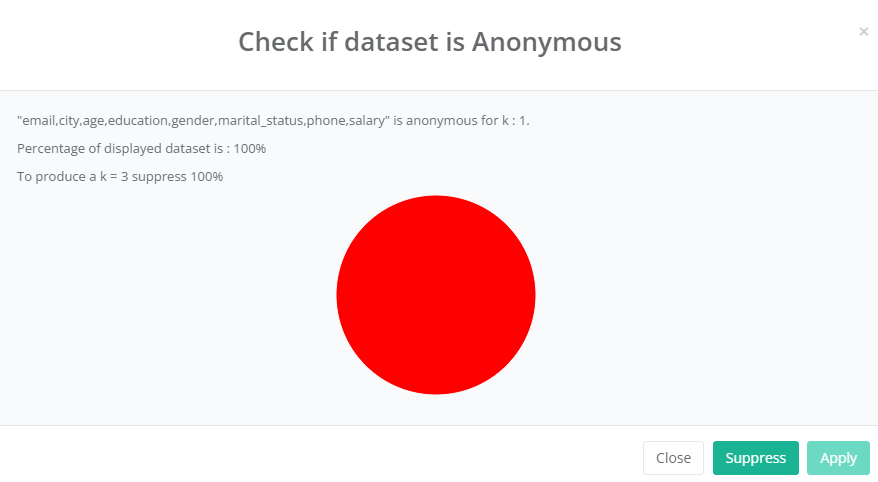 Check if dataset is Anonymous
×
"email,city,age,education,gender,marital_status,phone,salary" is anonymous for k : 1.
Percentage of displayed dataset is : 100%
To produce a k = 3 suppress 100%
Close
Suppress
Apply